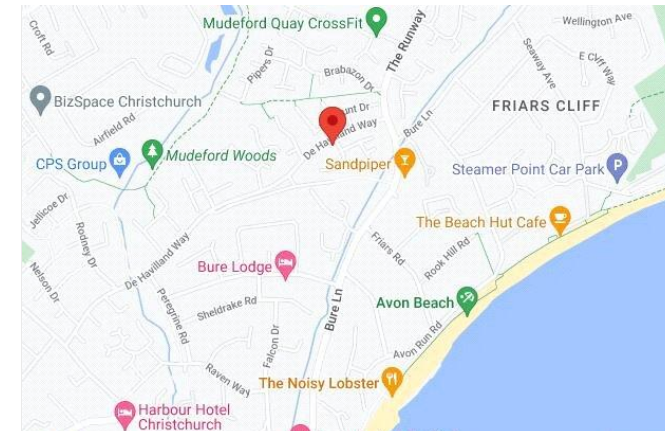 Croft Rd
Mudeford Quay CrossFit
The Runway
Wellington Ave
Pipers Dr
Brabazon Dr
Seaway Ave
E Cliff Way
BizSpace Christchurch
FRIARS CLIFF
Airfield Rd
De Havilland Way
Bure Ln
CPS Group
Mudeford Woods
Sandpiper
Steamer Point Car Park
Jellicoe Dr
Rodney Dr
The Beach Hut Cafe
De Havilland Way
Friars Rd
Rook Hill Rd
Bure Lodge
Nelson Dr
Peregrine Rd
Sheldrake Rd
Bure Ln
Avon Beach
Falcon Dr
Avon Run Rd
Raven Way
The Noisy Lobster
Harbour Hotel
Christchurch